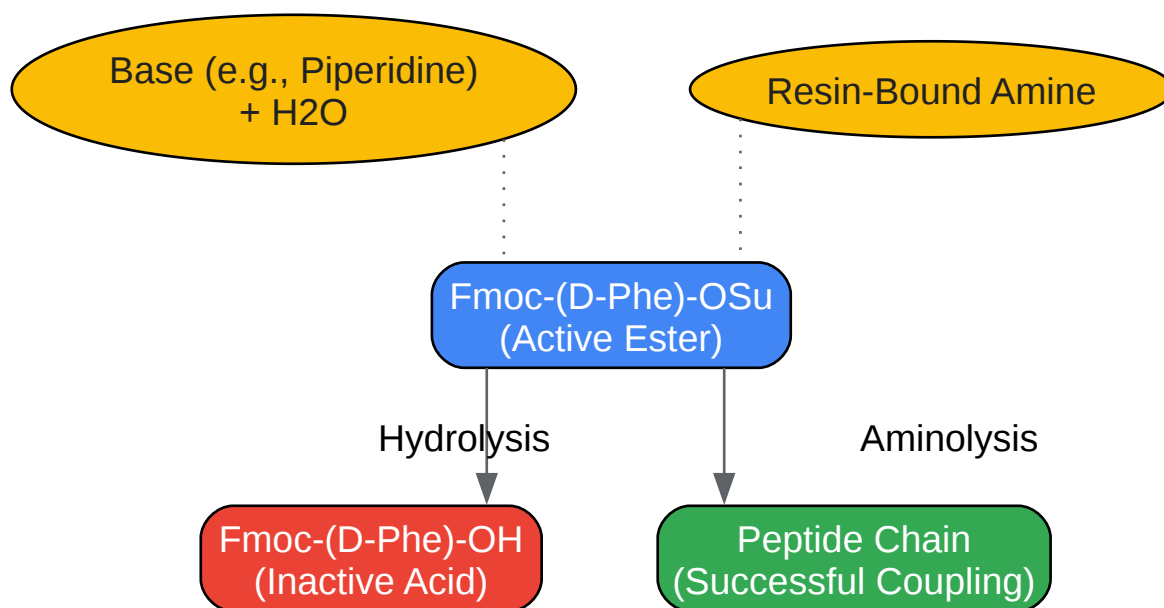 Base (e.g., Piperidine)
+ H2O
Resin-Bound Amine
Fmoc-(D-Phe)-OSu
(Active Ester)
Hydrolysis
Aminolysis
Fmoc-(D-Phe)-OH
(Inactive Acid)
Peptide Chain
(Successful Coupling)